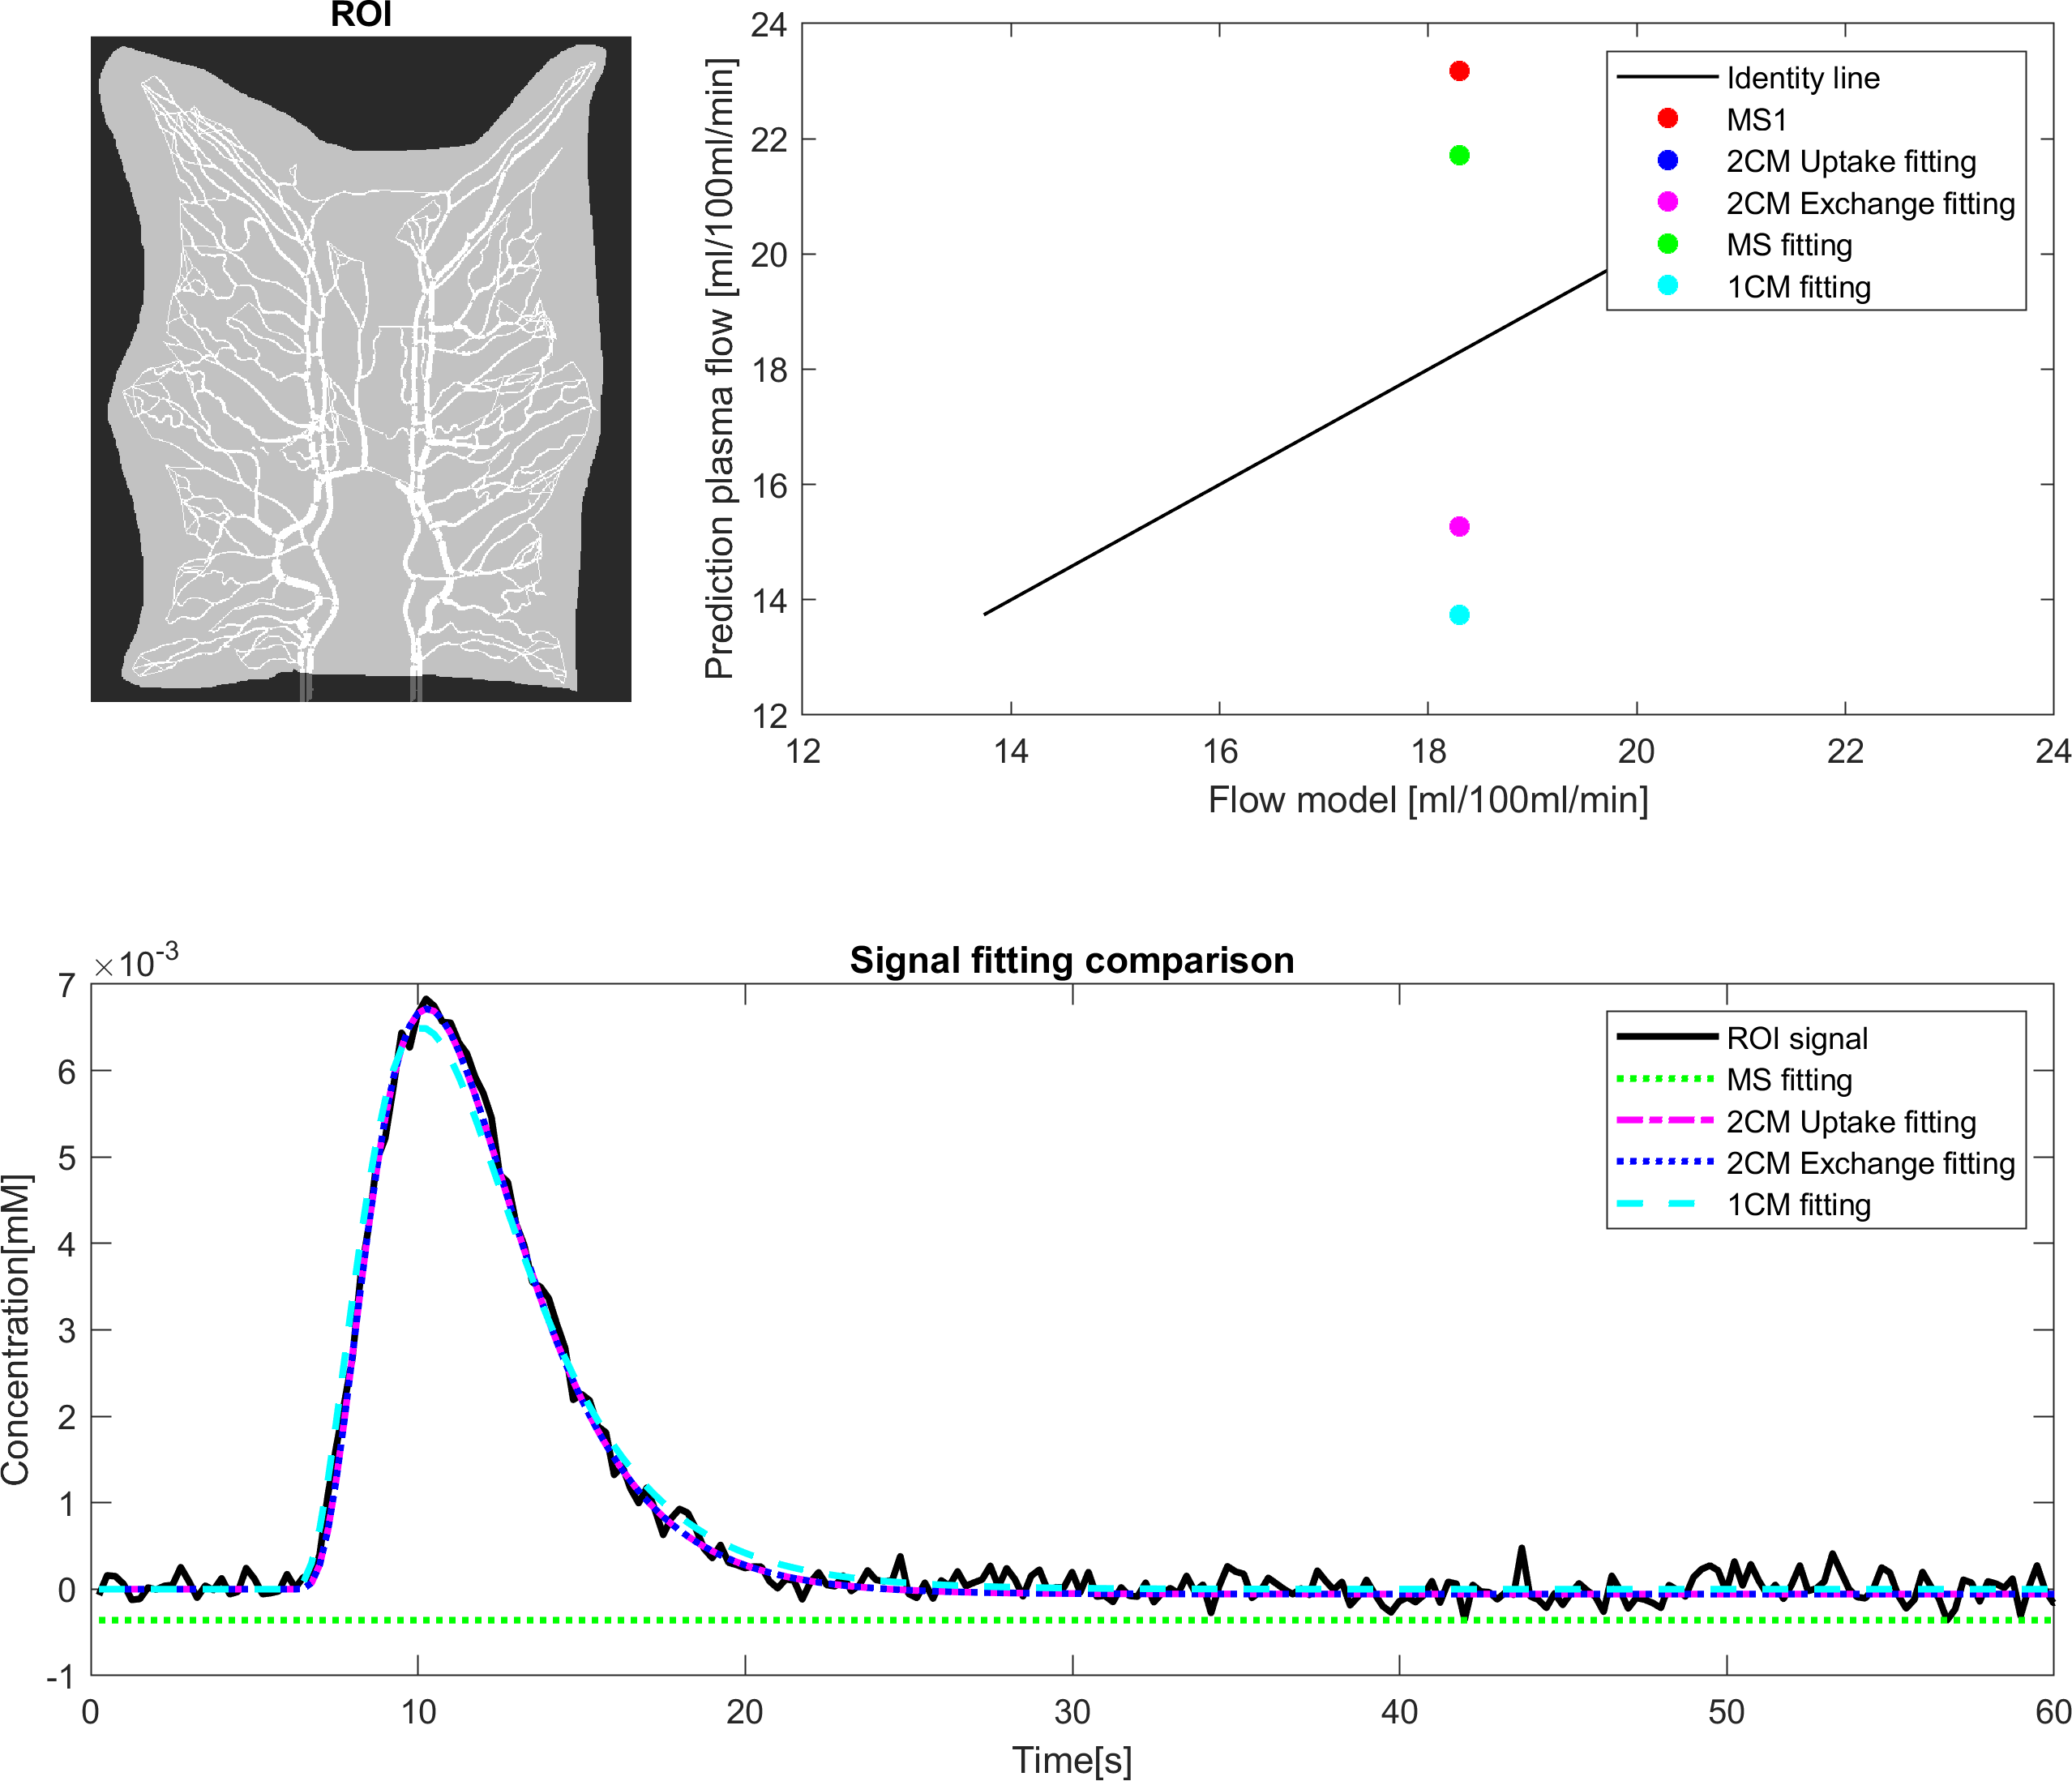 ROI
24
22
20
18
16
14
12
Prediction plasma flow [ml/100ml/min]
Identity line
MS1
2CM Uptake fitting
2CM Exchange fitting
MS fitting
1CM fitting
12 14 16 18 20 22 24
Flow model [ml/100ml/min]
Signal fitting comparison
×10-3
7
6
5
4
3
2
1
0
-1
Concentration[mM]
ROI signal
MS fitting
2CM Uptake fitting
2CM Exchange fitting
1CM fitting
0 10 20 30 40 50 60
Time[s]